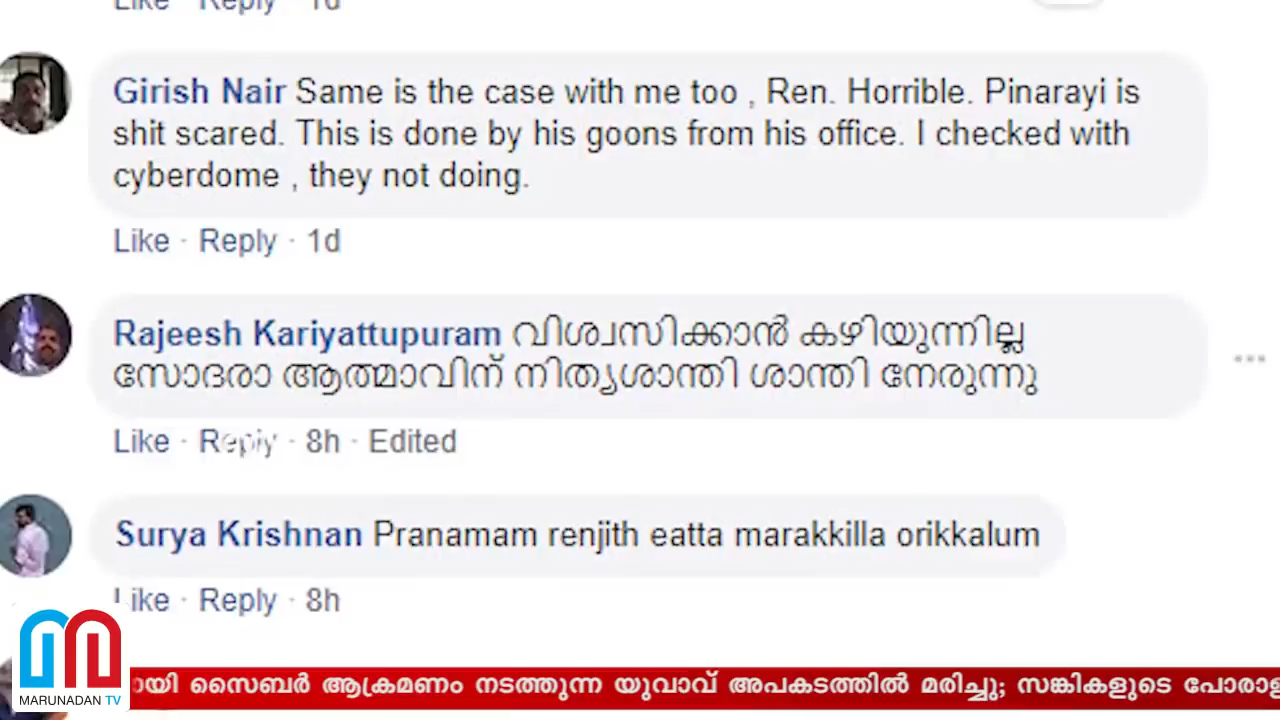 Like Reply 1d
Girish Nair Same is the case with me too , Ren. Horrible. Pinarayi is
shit scared. This is done by his goons from his office. I checked with
cyberdome , they not doing.
Like · Reply · 1d
Rajeesh Kariyattupuram വിശ്വസിക്കാൻ കഴിയുന്നില്ല
സോദരാ ആത്മാവിന് നിത്യശാന്തി ശാന്തി നേരുന്നു
Like · Reply · 8h · Edited
Surya Krishnan Pranamam renjith eatta marakkilla orikkalum
Like · Reply · 8h
MARUNADAN TV
സൈബർ ആക്രമണം നടത്തുന്ന യുവാവ് അപകടത്തിൽ മരിച്ചു; സങ്കികളുടെ